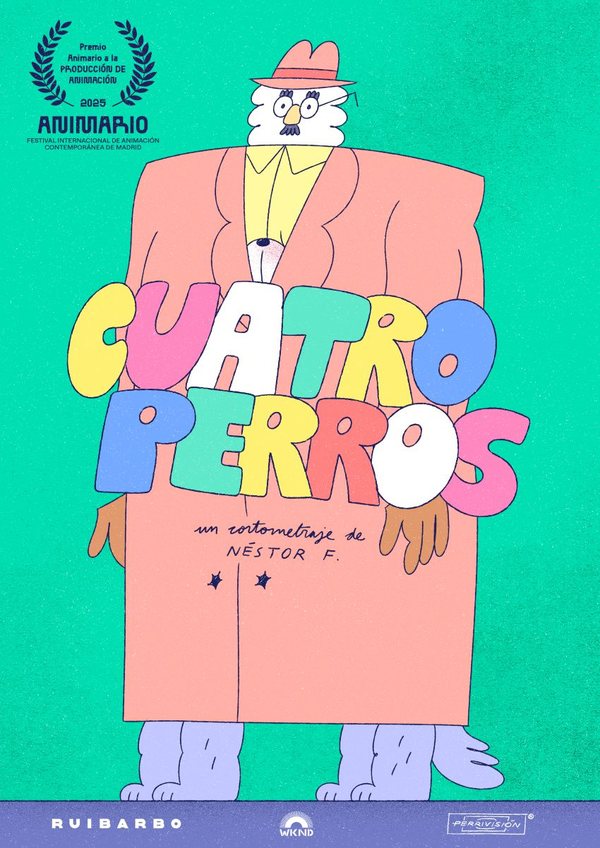 Premio
Animario a la
PRODUCCIÓN DE
ANIMACIÓN
2025
ANIMARIO
FESTIVAL INTERNACIONAL DE ANIMACIÓN
CONTEMPORÁNEA DE MADRID
CUATRO
PERROS
un cortometraje de
NÉSTOR F.
RUIBARBO
WKND
PERRIVISIÓN ®